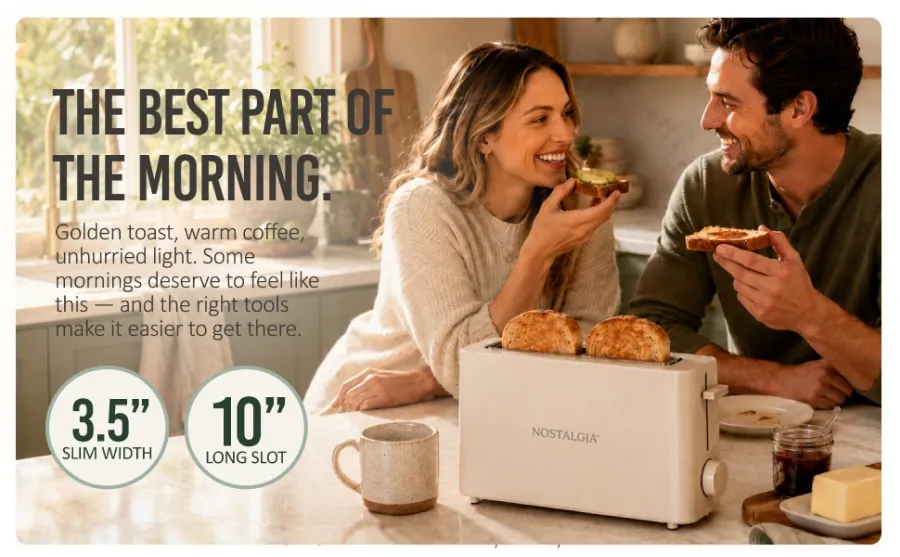 THE BEST PART OF
THE MORNING.
Golden toast, warm coffee,
unhurried light. Some
mornings deserve to feel like
this — and the right tools
make it easier to get there.
3.5”
SLIM WIDTH
10”
LONG SLOT
NOSTALGIA